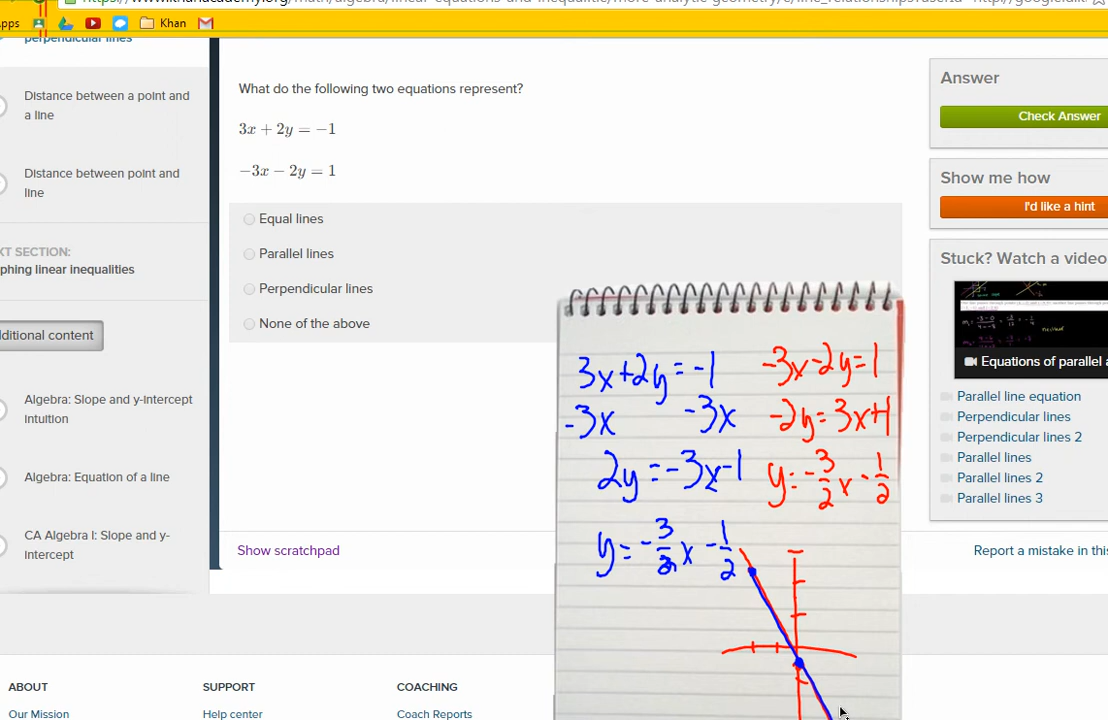 Apps
Khan
perpendicular lines
Distance between a point and
a line
Distance between point and
line
XT SECTION:
phing linear inequalities
ditional content
Algebra: Slope and y-intercept
Intuition
Algebra: Equation of a line
CA Algebra I: Slope and y-
intercept
What do the following two equations represent?
3x + 2y = −1
−3x − 2y = 1
Equal lines
Parallel lines
Perpendicular lines
None of the above
3x+2y = -1
-3x -3x
2y = -3x-1
y = -3/2 x - 1/2
-3x-2y=1
-2y = 3x+1
y = -3/2 x - 1/2
Show scratchpad
Answer
Check Answer
Show me how
I'd like a hint
Stuck? Watch a video
Equations of parallel a
Parallel line equation
Perpendicular lines
Perpendicular lines 2
Parallel lines
Parallel lines 2
Parallel lines 3
Report a mistake in this
ABOUT
Our Mission
SUPPORT
Help center
COACHING
Coach Reports